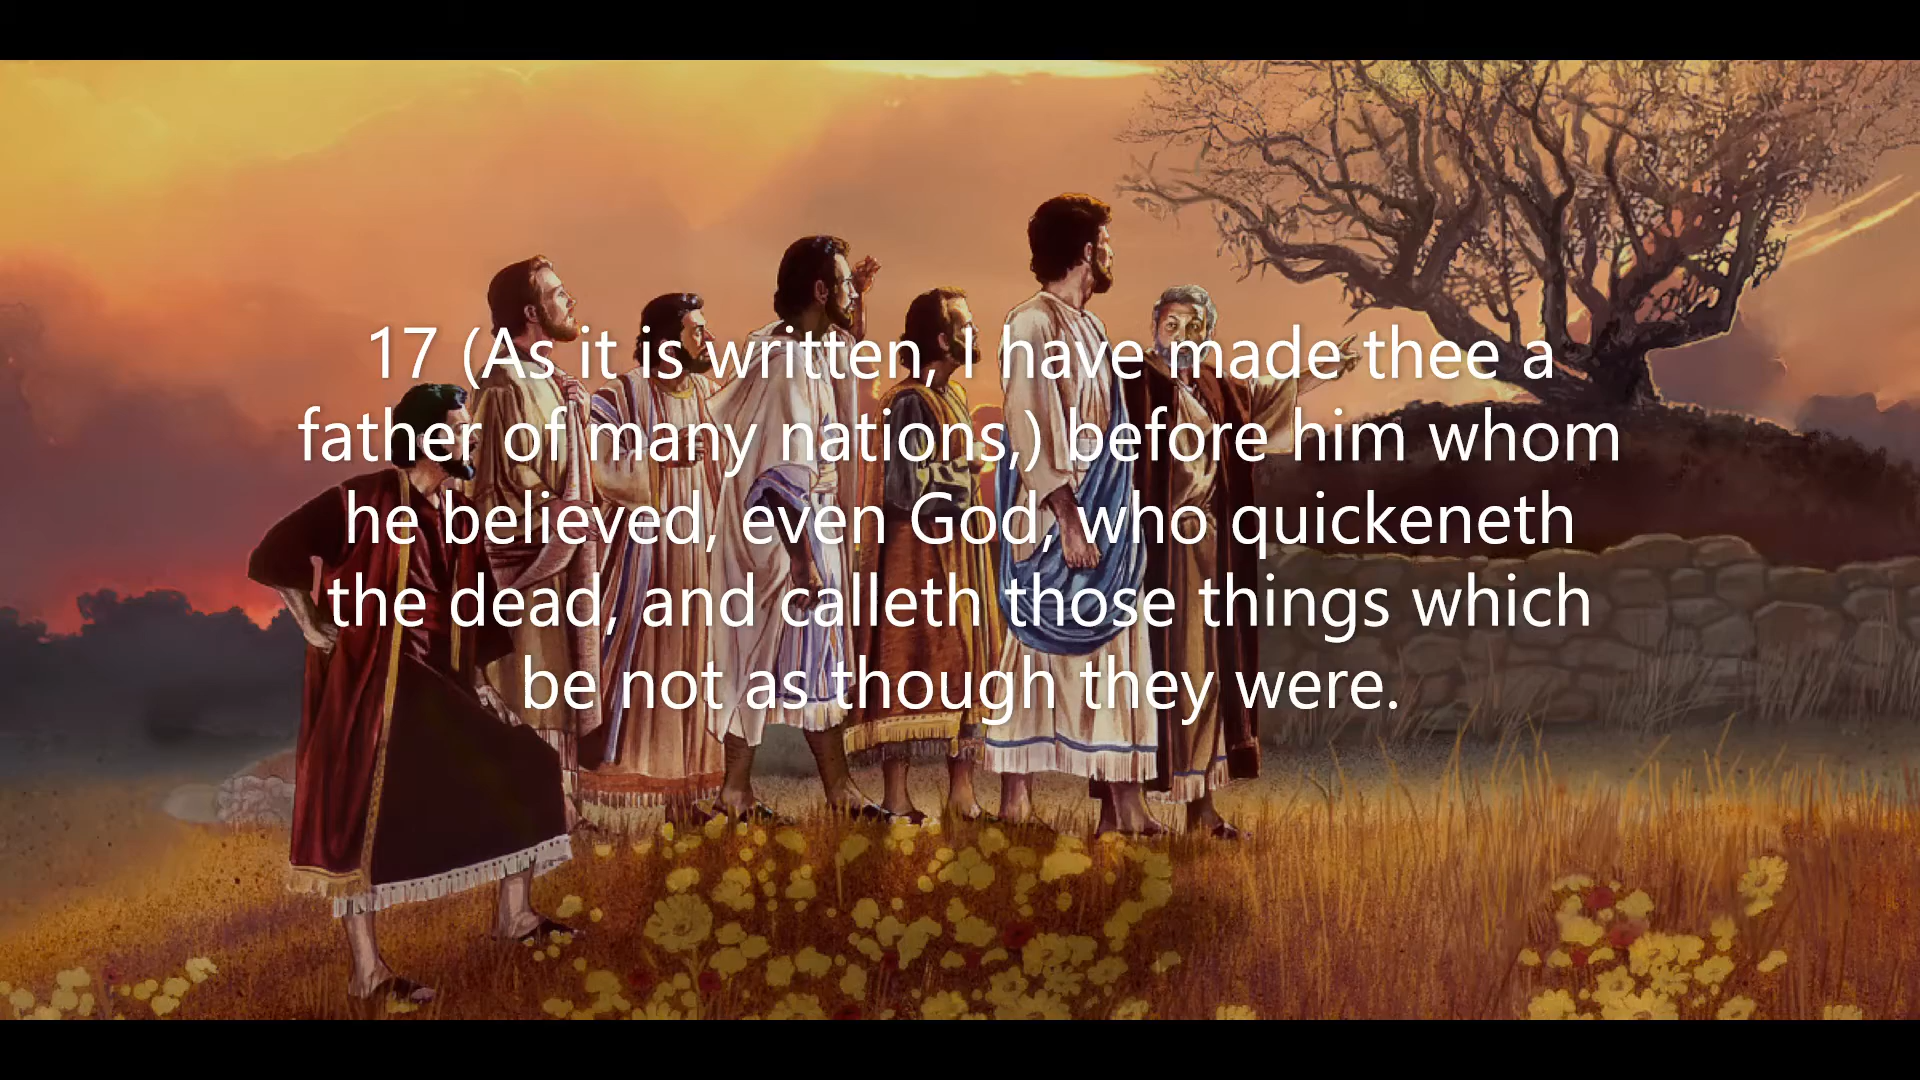 17 (As it is written, I have made thee a
father of many nations,) before him whom
he believed, even God, who quickeneth
the dead, and calleth those things which
be not as though they were.